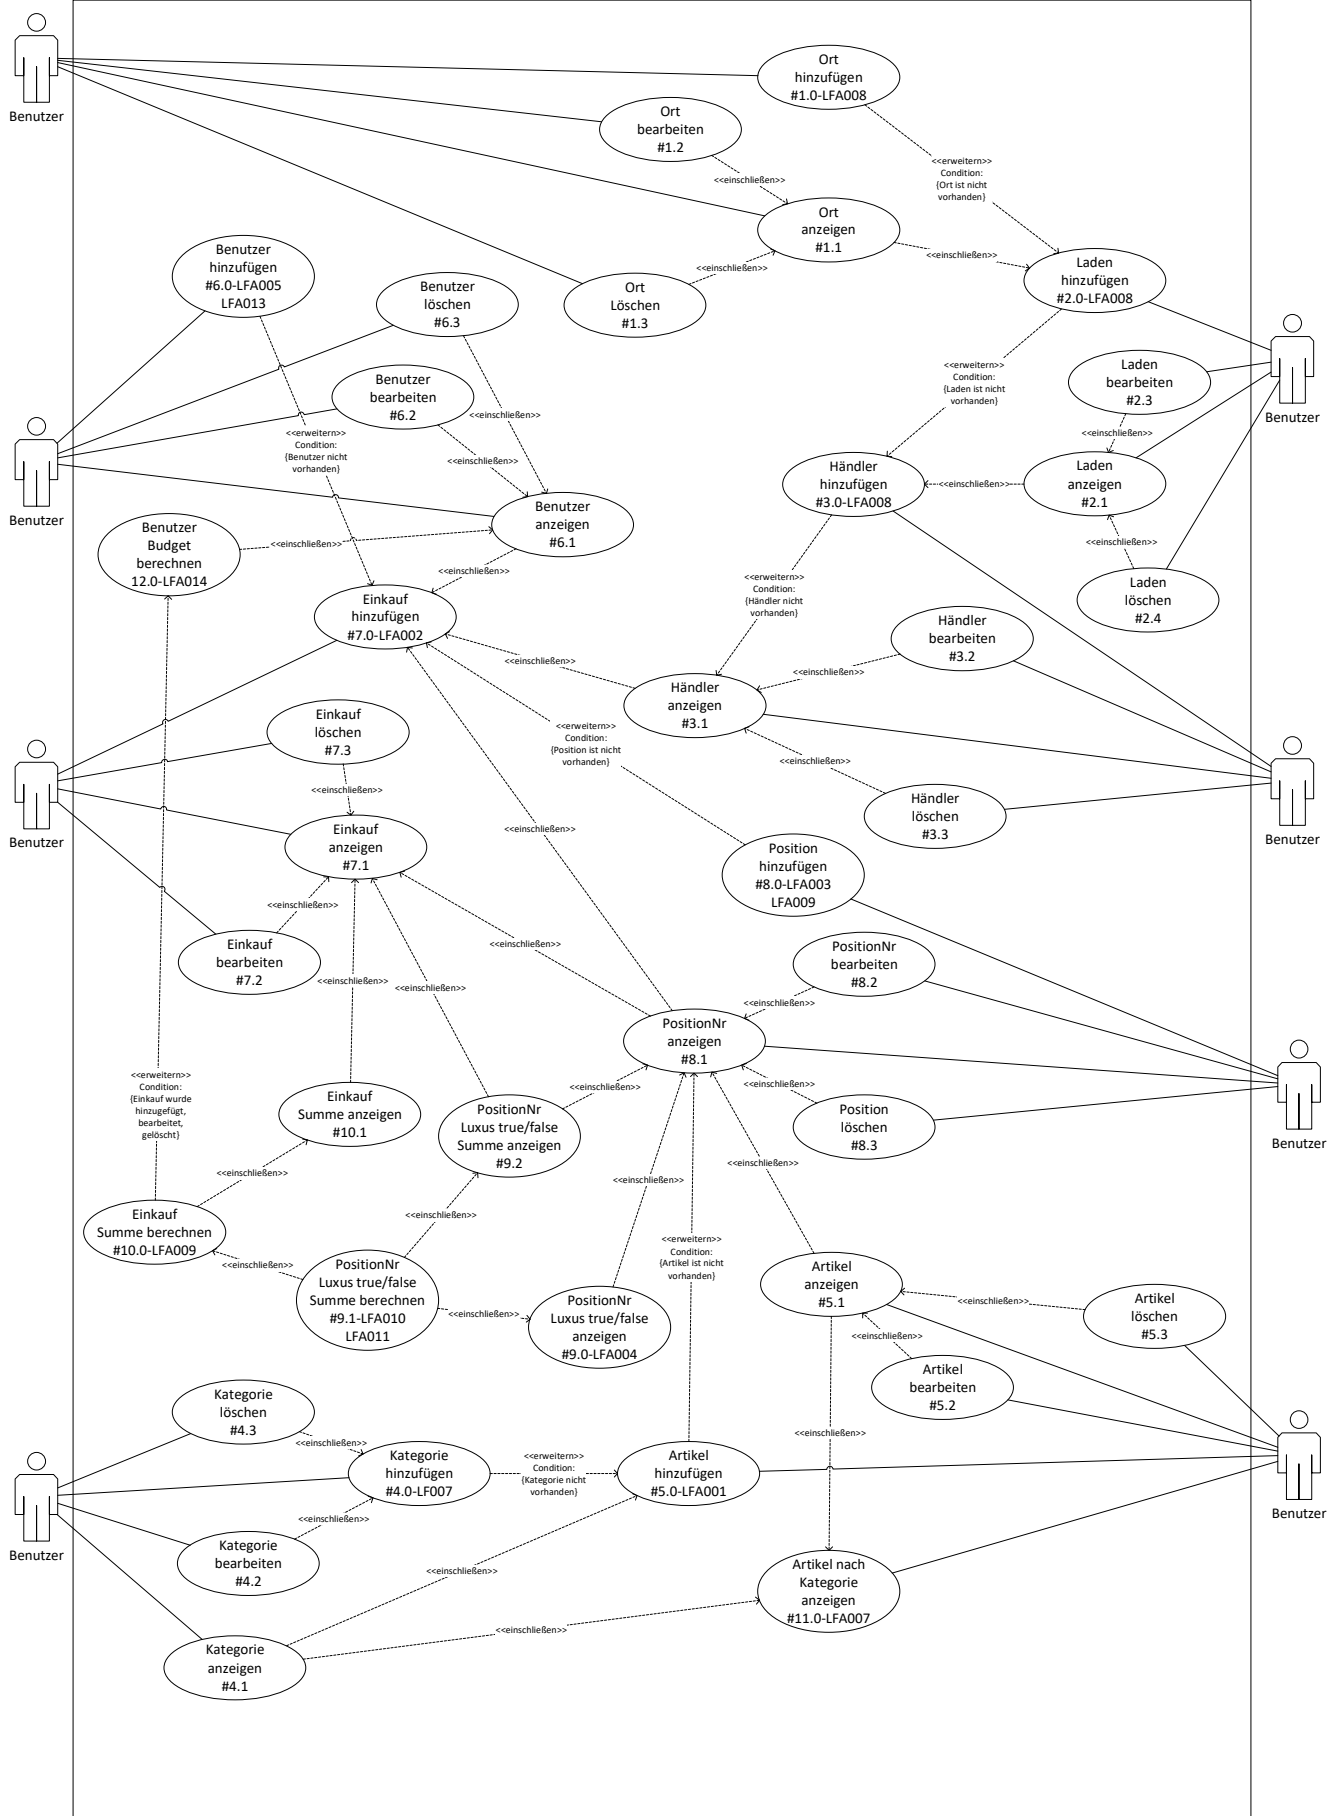 Benutzer
Ort
hinzufügen
#1.0-LFA008
Ort
bearbeiten
#1.2
<<erweitern>>
Condition:
{Ort ist nicht
vorhanden}
<<einschließen>>
Ort
anzeigen
#1.1
<<einschließen>>
<<einschließen>>
Ort
Löschen
#1.3
Laden
hinzufügen
#2.0-LFA008
Benutzer
hinzufügen
#6.0-LFA005
LFA013
Benutzer
löschen
#6.3
Benutzer
bearbeiten
#6.2
<<erweitern>>
Condition:
{Laden ist nicht
vorhanden}
Laden
bearbeiten
#2.3
Benutzer
<<einschließen>>
<<erweitern>>
Condition:
{Benutzer nicht
vorhanden}
<<einschließen>>
<<einschließen>>
Händler
hinzufügen
#3.0-LFA008
<<einschließen>>
Laden
anzeigen
#2.1
Benutzer
Benutzer
Budget
berechnen
12.0-LFA014
<<einschließen>>
Benutzer
anzeigen
#6.1
<<einschließen>>
<<einschließen>>
<<erweitern>>
Condition:
{Händler nicht
vorhanden}
Laden
löschen
#2.4
Einkauf
hinzufügen
#7.0-LFA002
Händler
bearbeiten
#3.2
<<einschließen>>
<<einschließen>>
Händler
anzeigen
#3.1
Einkauf
löschen
#7.3
<<erweitern>>
Condition:
{Position ist nicht
vorhanden}
<<einschließen>>
<<einschließen>>
Händler
löschen
#3.3
Benutzer
Benutzer
Einkauf
anzeigen
#7.1
<<einschließen>>
Position
hinzufügen
#8.0-LFA003
LFA009
<<einschließen>>
Einkauf
bearbeiten
#7.2
<<einschließen>>
<<einschließen>>
<<einschließen>>
PositionNr
bearbeiten
#8.2
<<einschließen>>
PositionNr
anzeigen
#8.1
<<erweitern>>
Condition:
{Einkauf wurde
hinzugefügt,
bearbeitet,
gelöscht}
Einkauf
Summe anzeigen
#10.1
<<einschließen>>
<<einschließen>>
PositionNr
Luxus true/false
Summe anzeigen
#9.2
Position
löschen
#8.3
Benutzer
<<einschließen>>
<<einschließen>>
<<einschließen>>
Einkauf
Summe berechnen
#10.0-LFA009
<<einschließen>>
<<erweitern>>
Condition:
{Artikel ist nicht
vorhanden}
<<einschließen>>
PositionNr
Luxus true/false
Summe berechnen
#9.1-LFA010
LFA011
<<einschließen>>
PositionNr
Luxus true/false
anzeigen
#9.0-LFA004
Artikel
anzeigen
#5.1
<<einschließen>>
Artikel
löschen
#5.3
<<einschließen>>
Artikel
bearbeiten
#5.2
Kategorie
löschen
#4.3
<<einschließen>>
<<einschließen>>
Kategorie
hinzufügen
#4.0-LF007
<<erweitern>>
Condition:
{Kategorie nicht
vorhanden}
Artikel
hinzufügen
#5.0-LFA001
Benutzer
<<einschließen>>
Benutzer
Kategorie
bearbeiten
#4.2
<<einschließen>>
Artikel nach
Kategorie
anzeigen
#11.0-LFA007
<<einschließen>>
Kategorie
anzeigen
#4.1